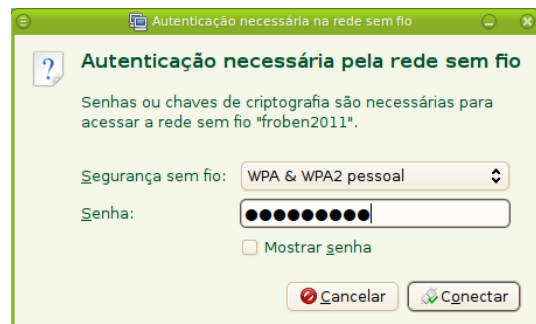 Autenticação necessária na rede sem fio
Autenticação necessária pela rede sem fio
Senhas ou chaves de criptografia são necessárias para
acessar a rede sem fio "froben2011".
Segurança sem fio: WPA & WPA2 pessoal
Senha: ●●●●●●●●●
Mostrar senha
Cancelar Conectar